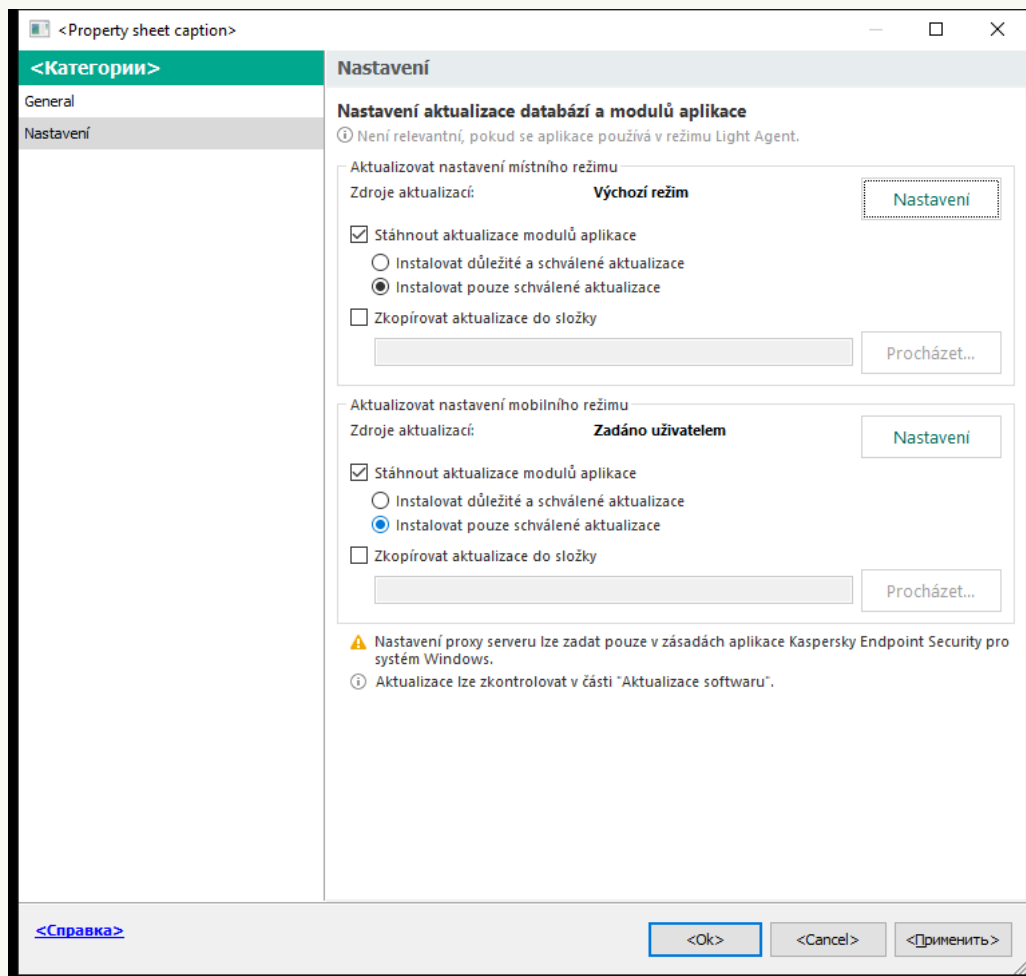 <Property sheet caption>
<Категории>
General
Nastavení
Nastavení
Nastavení aktualizace databází a modulů aplikace
Není relevantní, pokud se aplikace používá v režimu Light Agent.
Aktualizovat nastavení místního režimu
Zdroje aktualizací: Výchozí režim Nastavení
Stáhnout aktualizace modulů aplikace
Instalovat důležité a schválené aktualizace
Instalovat pouze schválené aktualizace
Zkopírovat aktualizace do složky
Procházet...
Aktualizovat nastavení mobilního režimu
Zdroje aktualizací: Zadáno uživatelem Nastavení
Stáhnout aktualizace modulů aplikace
Instalovat důležité a schválené aktualizace
Instalovat pouze schválené aktualizace
Zkopírovat aktualizace do složky
Procházet...
Nastavení proxy serveru lze zadat pouze v zásadách aplikace Kaspersky Endpoint Security pro
systém Windows.
Aktualizace lze zkontrolovat v části "Aktualizace softwaru".
<Справка>
<Ok> <Cancel> <Применить>